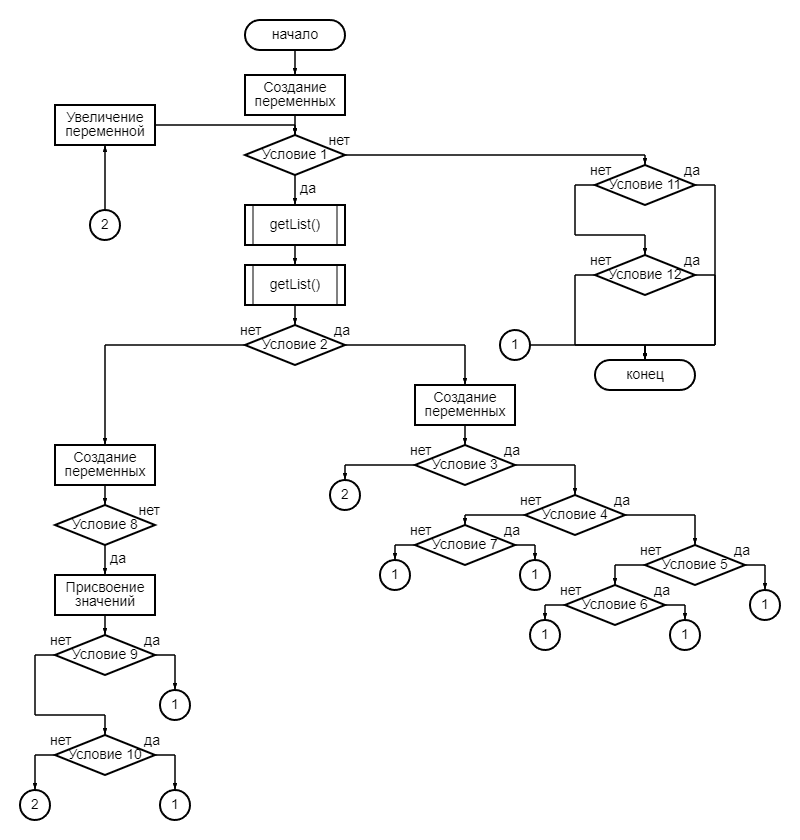 начало
Создание
переменных
Увеличение
переменной
нет
Условие 1
да
2
getList()
getList()
нет
да
Условие 2
нет
да
Условие 11
нет
да
Условие 12
1
конец
Создание
переменных
нет
да
Условие 3
2
нет
да
Условие 4
нет
да
Условие 7
1
1
нет
да
Условие 5
1
нет
да
Условие 6
1
1
Создание
переменных
нет
Условие 8
да
Присвоение
значений
нет
да
Условие 9
1
нет
да
Условие 10
2
1